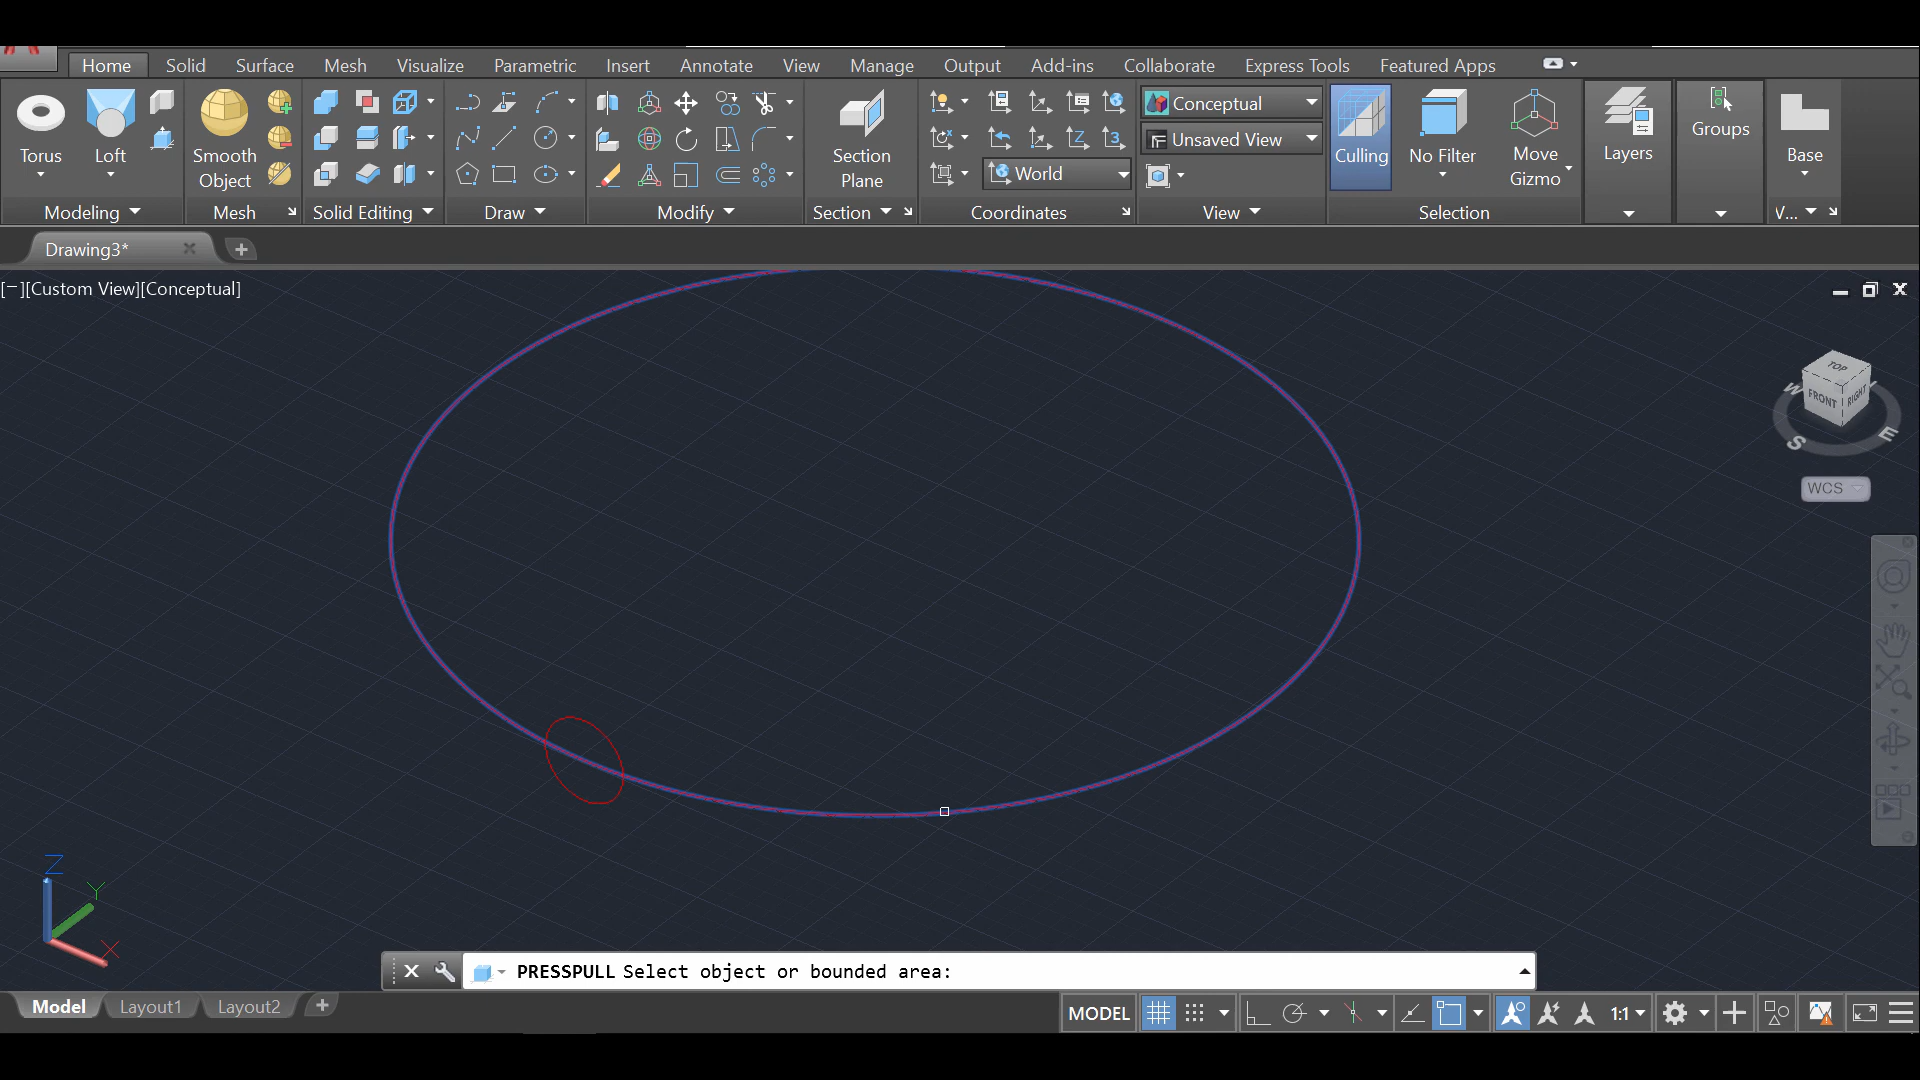 Home Solid Surface Mesh Visualize Parametric Insert Annotate View Manage Output Add-ins Collaborate Express Tools Featured Apps
Torus Loft Smooth Object Section Plane World Conceptual Unsaved View Culling No Filter Move Gizmo Layers Groups Base
Modeling Mesh Solid Editing Draw Modify Section Coordinates View Selection V...
Drawing3*
[−][Custom View][Conceptual]
TOP
FRONT RIGHT
W S E
WCS
Z
Y
X
PRESSPULL Select object or bounded area:
Model Layout1 Layout2 MODEL 1:1